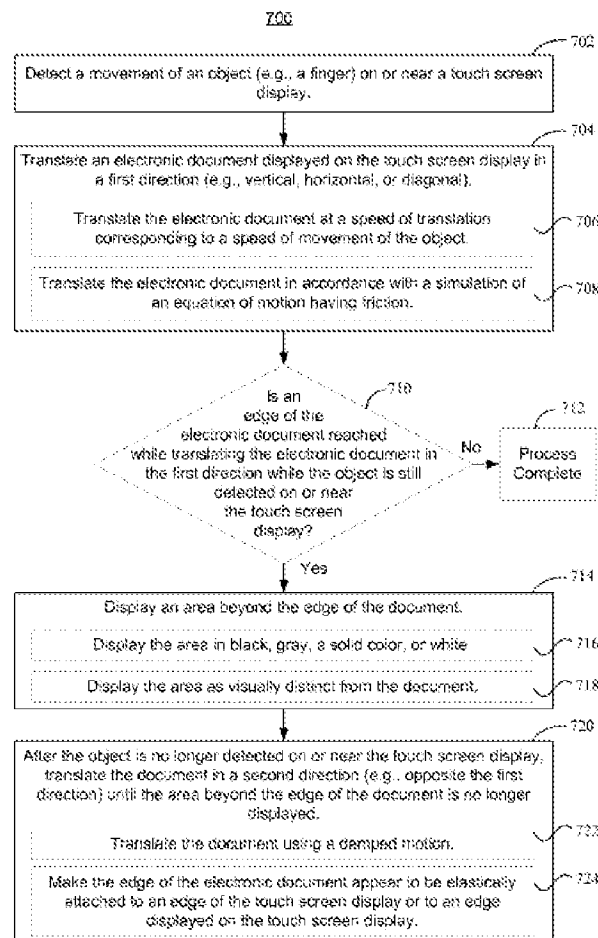 700
702
Detect a movement of an object (e.g., a finger) on or near a touch screen
display.
704
Translate an electronic document displayed on the touch screen display in
a first direction (e.g., vertical, horizontal, or diagonal).
Translate the electronic document at a speed of translation
corresponding to a speed of movement of the object.
706
Translate the electronic document in accordance with a simulation of
an equation of motion having friction.
708
710
Is an
edge of the
electronic document reached
while translating the electronic document in
the first direction while the object is still
detected on or near
the touch screen
display?
No
712
Process
Complete
Yes
714
Display an area beyond the edge of the document.
Display the area in black, gray, a solid color, or white
716
Display the area as visually distinct from the document.
718
720
After the object is no longer detected on or near the touch screen display,
translate the document in a second direction (e.g., opposite the first
direction) until the area beyond the edge of the document is no longer
displayed.
Translate the document using a damped motion.
722
Make the edge of the electronic document appear to be elastically
attached to an edge of the touch screen display or to an edge
displayed on the touch screen display.
724